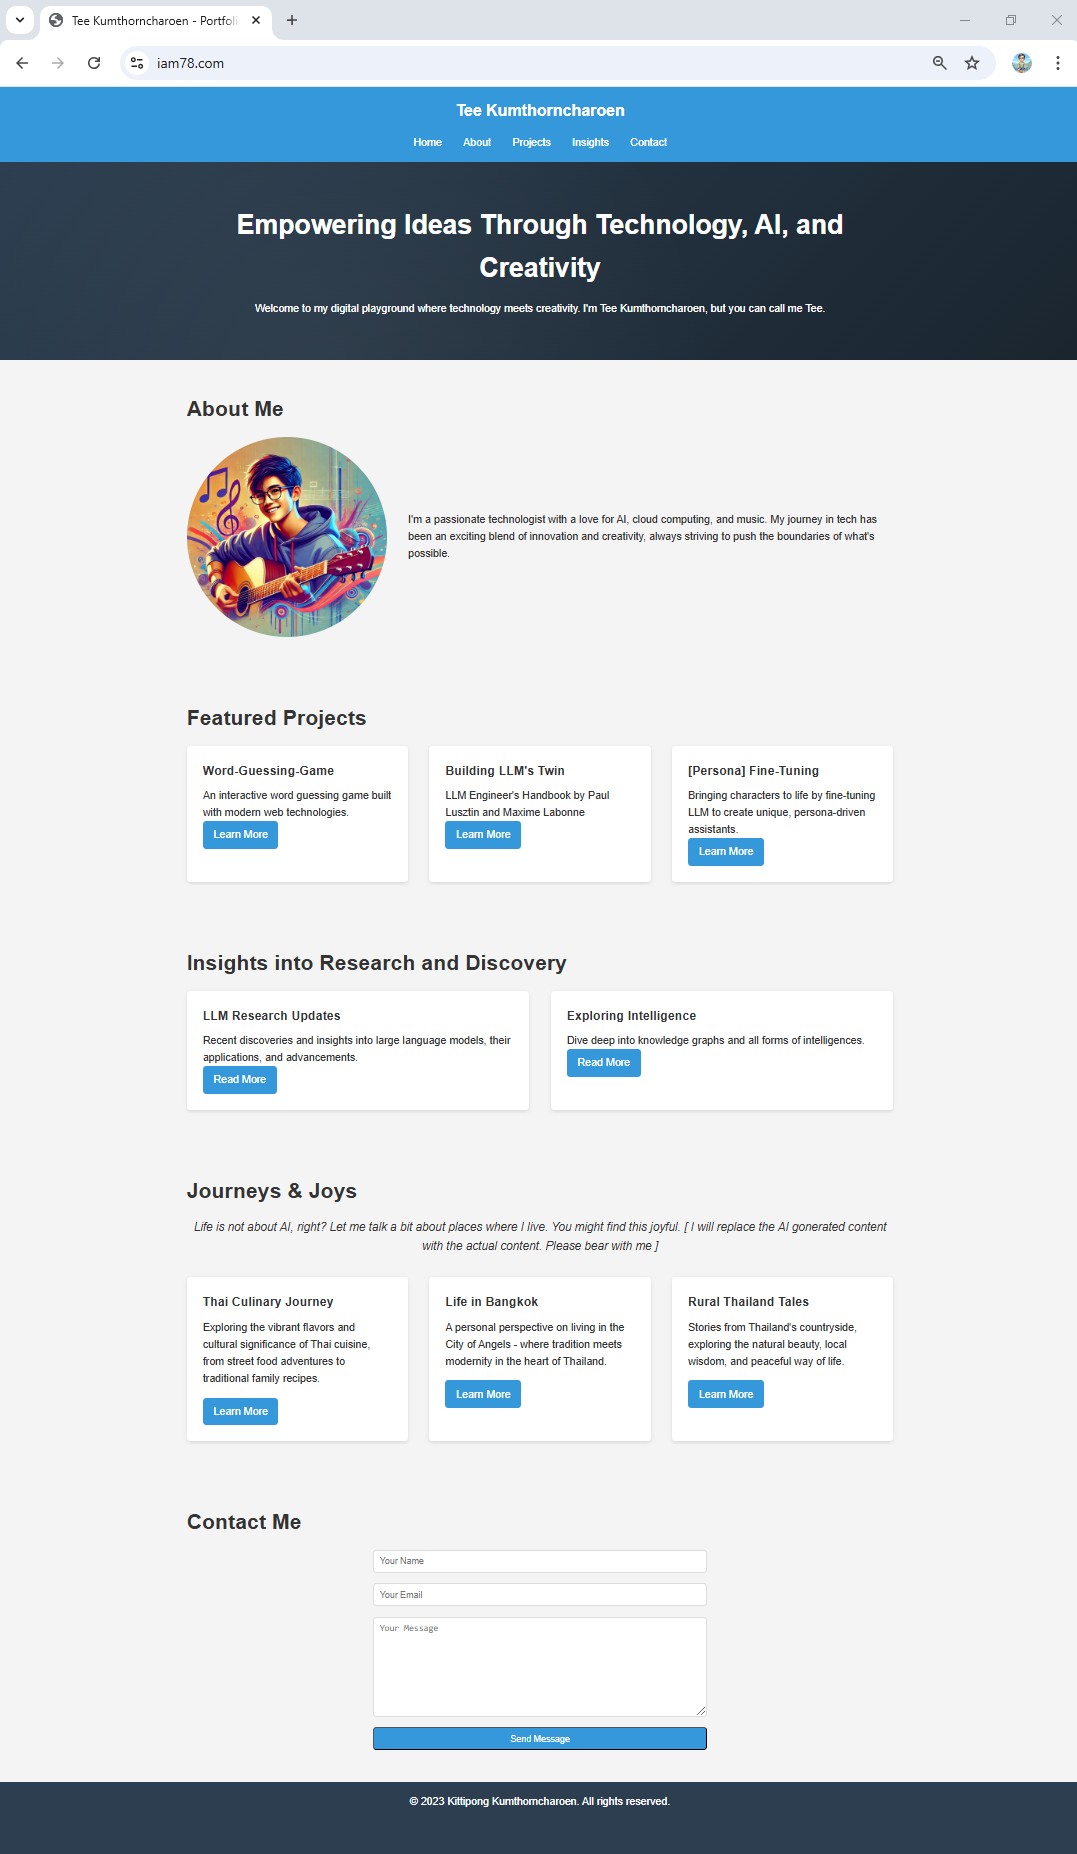 Tee Kumthorncharoen - Portfoli
iam78.com
Tee Kumthorncharoen
Home About Projects Insights Contact
Empowering Ideas Through Technology, AI, and
Creativity
Welcome to my digital playground where technology meets creativity. I'm Tee Kumthorncharoen, but you can call me Tee.
About Me
I'm a passionate technologist with a love for AI, cloud computing, and music. My journey in tech has
been an exciting blend of innovation and creativity, always striving to push the boundaries of what's
possible.
Featured Projects
Word-Guessing-Game
An interactive word guessing game built
with modern web technologies.
Learn More
Building LLM's Twin
LLM Engineer's Handbook by Paul
Lusztin and Maxime Labonne
Learn More
[Persona] Fine-Tuning
Bringing characters to life by fine-tuning
LLM to create unique, persona-driven
assistants.
Learn More
Insights into Research and Discovery
LLM Research Updates
Recent discoveries and insights into large language models, their
applications, and advancements.
Read More
Exploring Intelligence
Dive deep into knowledge graphs and all forms of intelligences.
Read More
Journeys & Joys
Life is not about AI, right? Let me talk a bit about places where I live. You might find this joyful. [ I will replace the AI gonerated content
with the actual content. Please bear with me ]
Thai Culinary Journey
Exploring the vibrant flavors and
cultural significance of Thai cuisine,
from street food adventures to
traditional family recipes.
Learn More
Life in Bangkok
A personal perspective on living in the
City of Angels - where tradition meets
modernity in the heart of Thailand.
Learn More
Rural Thailand Tales
Stories from Thailand's countryside,
exploring the natural beauty, local
wisdom, and peaceful way of life.
Learn More
Contact Me
Your Name
Your Email
Your Message
Send Message
© 2023 Kittipong Kumthorncharoen. All rights reserved.